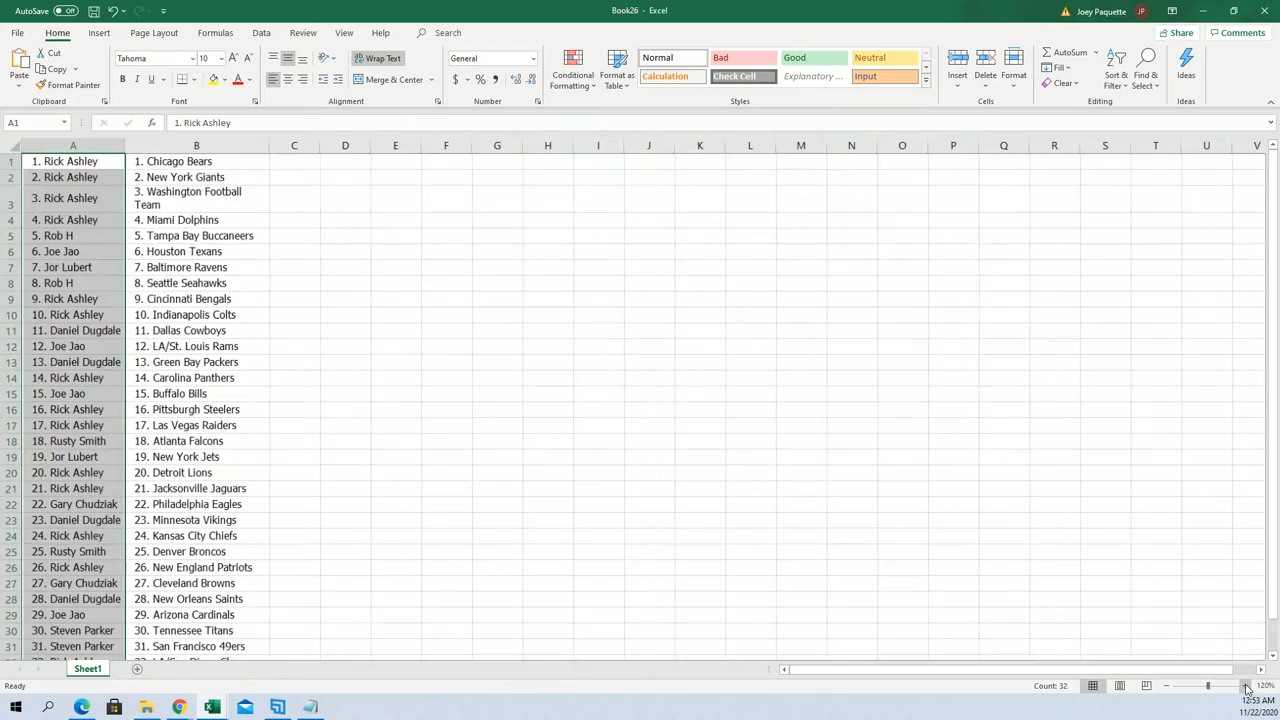 AutoSave Off
Book26 - Excel
Joey Paquette JP
File Home Insert Page Layout Formulas Data Review View Help Search
Share Comments
Paste
Cut
Copy
Format Painter
Clipboard
Tahoma 10
B I U
Font
Wrap Text
Merge & Center
Alignment
General
$ % ,
Number
Conditional Formatting
Format as Table
Normal Bad Good Neutral
Calculation Check Cell Explanatory ... Input
Styles
Insert Delete Format
Cells
AutoSum
Fill
Clear
Sort & Filter
Find & Select
Editing
Ideas
Ideas
A1 fx 1. Rick Ashley
A B C D E F G H I J K L M N O P Q R S T U V
1 1. Rick Ashley 1. Chicago Bears
2 2. Rick Ashley 2. New York Giants
3 3. Rick Ashley 3. Washington Football Team
4 4. Rick Ashley 4. Miami Dolphins
5 5. Rob H 5. Tampa Bay Buccaneers
6 6. Joe Jao 6. Houston Texans
7 7. Jor Lubert 7. Baltimore Ravens
8 8. Rob H 8. Seattle Seahawks
9 9. Rick Ashley 9. Cincinnati Bengals
10 10. Rick Ashley 10. Indianapolis Colts
11 11. Daniel Dugdale 11. Dallas Cowboys
12 12. Joe Jao 12. LA/St. Louis Rams
13 13. Daniel Dugdale 13. Green Bay Packers
14 14. Rick Ashley 14. Carolina Panthers
15 15. Joe Jao 15. Buffalo Bills
16 16. Rick Ashley 16. Pittsburgh Steelers
17 17. Rick Ashley 17. Las Vegas Raiders
18 18. Rusty Smith 18. Atlanta Falcons
19 19. Jor Lubert 19. New York Jets
20 20. Rick Ashley 20. Detroit Lions
21 21. Rick Ashley 21. Jacksonville Jaguars
22 22. Gary Chudziak 22. Philadelphia Eagles
23 23. Daniel Dugdale 23. Minnesota Vikings
24 24. Rick Ashley 24. Kansas City Chiefs
25 25. Rusty Smith 25. Denver Broncos
26 26. Rick Ashley 26. New England Patriots
27 27. Gary Chudziak 27. Cleveland Browns
28 28. Daniel Dugdale 28. New Orleans Saints
29 29. Joe Jao 29. Arizona Cardinals
30 30. Steven Parker 30. Tennessee Titans
31 31. Steven Parker 31. San Francisco 49ers
Sheet1
Ready
Count: 32
120%
12:53 AM
11/22/2020